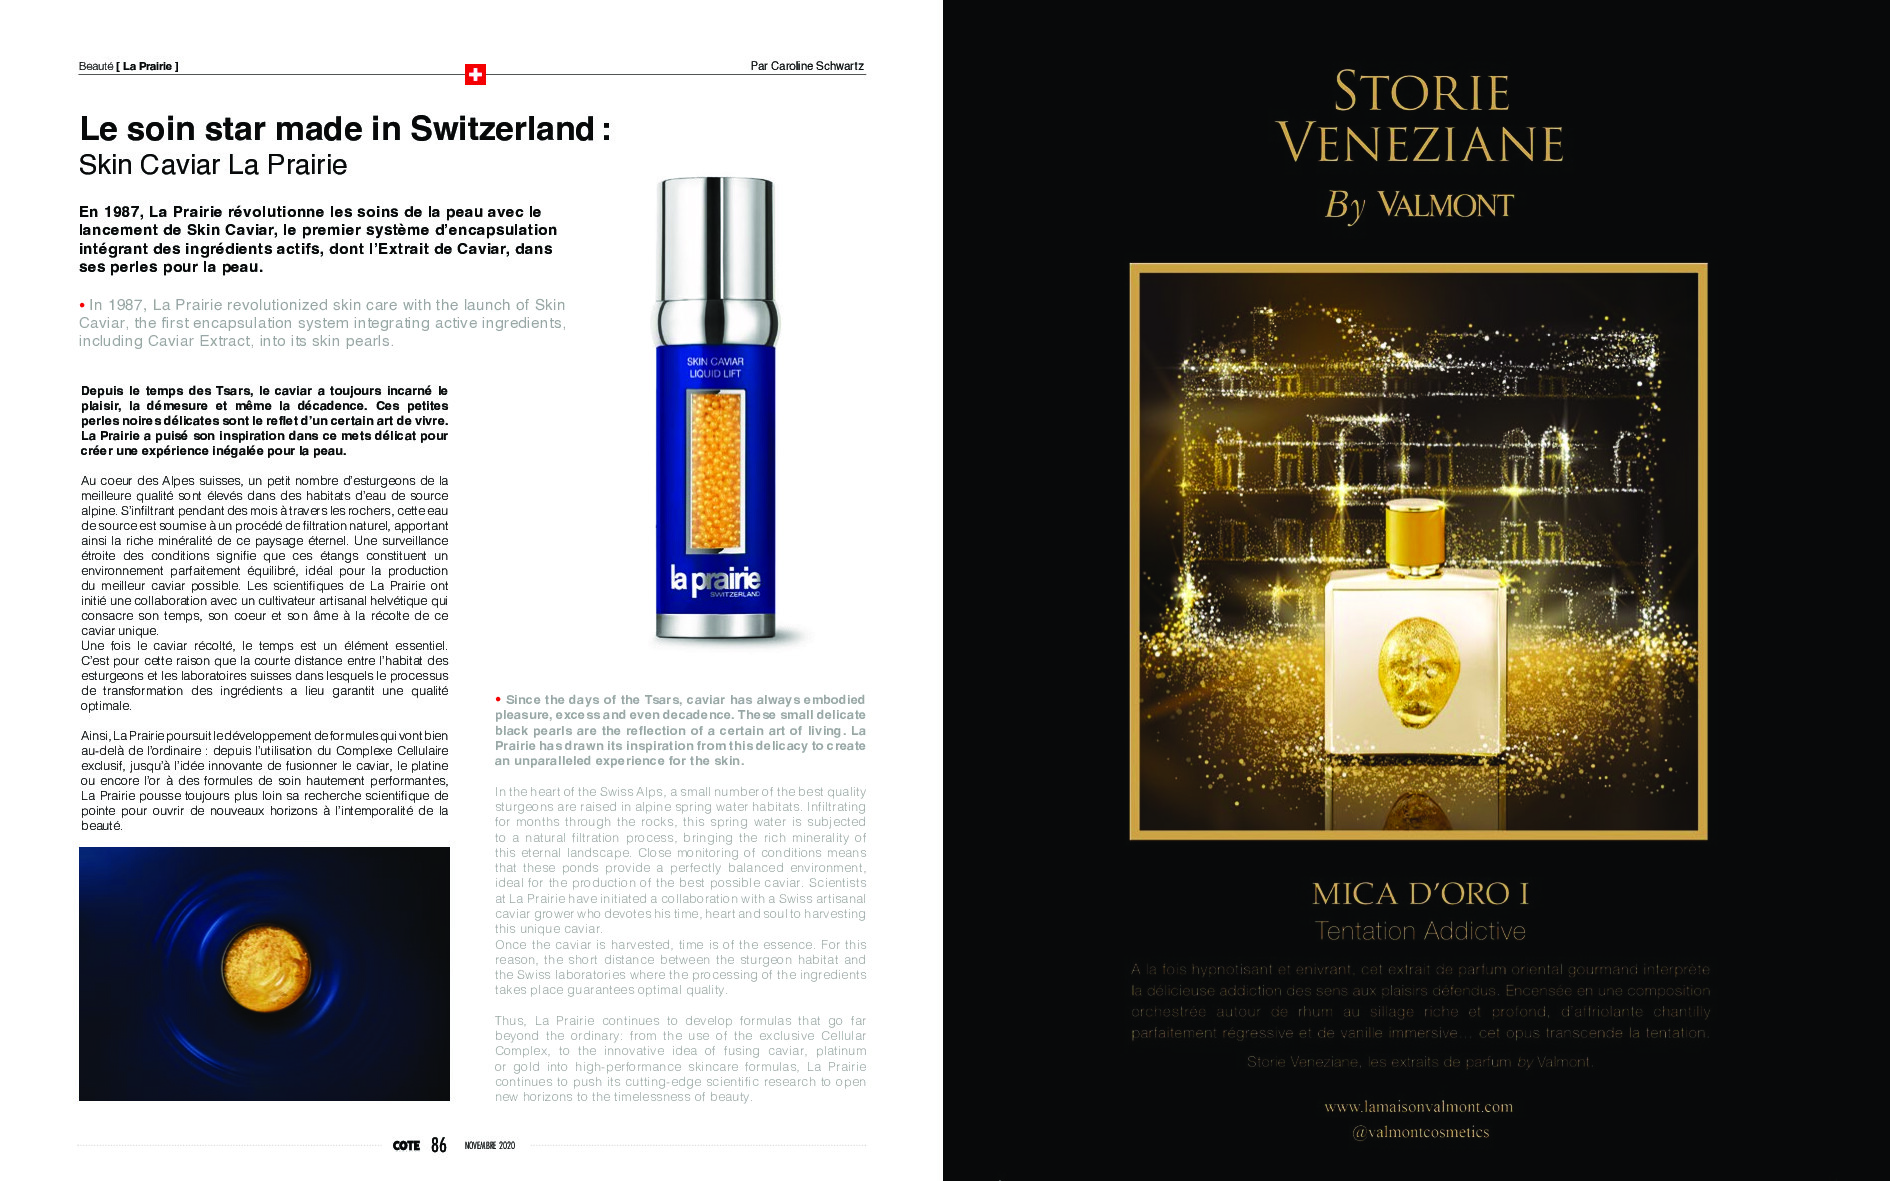 Beauté [ La Prairie ]
Par Caroline Schwartz
Le soin star made in Switzerland :
Skin Caviar La Prairie
En 1987, La Prairie révolutionne les soins de la peau avec le
lancement de Skin Caviar, le premier système d'encapsulation
intégrant des ingrédients actifs, dont l'Extrait de Caviar, dans
ses perles pour la peau.
• In 1987, La Prairie revolutionized skin care with the launch of Skin
Caviar, the first encapsulation system integrating active ingredients,
including Caviar Extract, into its skin pearls.
Depuis le temps des Tsars, le caviar a toujours incarné le
plaisir, la démesure et même la décadence. Ces petites
perles noires délicates sont le reflet d'un certain art de vivre.
La Prairie a puisé son inspiration dans ce mets délicat pour
créer une expérience inégalée pour la peau.
Au coeur des Alpes suisses, un petit nombre d'esturgeons de la
meilleure qualité sont élevés dans des habitats d'eau de source
alpine. S'infiltrant pendant des mois à travers les rochers, cette eau
de source est soumise à un procédé de filtration naturel, apportant
ainsi la riche minéralité de ce paysage éternel. Une surveillance
étroite des conditions signifie que ces étangs constituent un
environnement parfaitement équilibré, idéal pour la production
du meilleur caviar possible. Les scientifiques de La Prairie ont
initié une collaboration avec un cultivateur artisanal helvétique qui
consacre son temps, son coeur et son âme à la récolte de ce
caviar unique.
Une fois le caviar récolté, le temps est un élément essentiel.
C'est pour cette raison que la courte distance entre l'habitat des
esturgeons et les laboratoires suisses dans lesquels le processus
de transformation des ingrédients a lieu garantit une qualité
optimale.
Ainsi, La Prairie poursuit le développement de formules qui vont bien
au-delà de l'ordinaire : depuis l'utilisation du Complexe Cellulaire
exclusif, jusqu'à l'idée innovante de fusionner le caviar, le platine
ou encore l'or à des formules de soin hautement performantes,
La Prairie pousse toujours plus loin sa recherche scientifique de
pointe pour ouvrir de nouveaux horizons à l'intemporalité de la
beauté.
SKIN CAVIAR
LIQUID LIFT
la prairie
SWITZERLAND
• Since the days of the Tsars, caviar has always embodied
pleasure, excess and even decadence. These small delicate
black pearls are the reflection of a certain art of living. La
Prairie has drawn its inspiration from this delicacy to create
an unparalleled experience for the skin.
In the heart of the Swiss Alps, a small number of the best quality
sturgeons are raised in alpine spring water habitats. Infiltrating
for months through the rocks, this spring water is subjected
to a natural filtration process, bringing the rich minerality of
this eternal landscape. Close monitoring of conditions means
that these ponds provide a perfectly balanced environment,
ideal for the production of the best possible caviar. Scientists
at La Prairie have initiated a collaboration with a Swiss artisanal
caviar grower who devotes his time, heart and soul to harvesting
this unique caviar.
Once the caviar is harvested, time is of the essence. For this
reason, the short distance between the sturgeon habitat and
the Swiss laboratories where the processing of the ingredients
takes place guarantees optimal quality.
Thus, La Prairie continues to develop formulas that go far
beyond the ordinary: from the use of the exclusive Cellular
Complex, to the innovative idea of fusing caviar, platinum
or gold into high-performance skincare formulas, La Prairie
continues to push its cutting-edge scientific research to open
new horizons to the timelessness of beauty.
COTE 86 NOVEMBRE 2020
STORIE
VENEZIANE
By VALMONT
MICA D'ORO I
Tentation Addictive
A la fois hypnotisant et enivrant, cet extrait de parfum oriental gourmand interprète
la délicieuse addiction des sens aux plaisirs défendus. Encensée en une composition
orchestrée autour de rhum au sillage riche et profond, d'affriolante chantilly
parfaitement régressive et de vanille immersive... cet opus transcende la tentation.
Storie Veneziane, les extraits de parfum by Valmont.
www.lamaisonvalmont.com
@valmontcosmetics